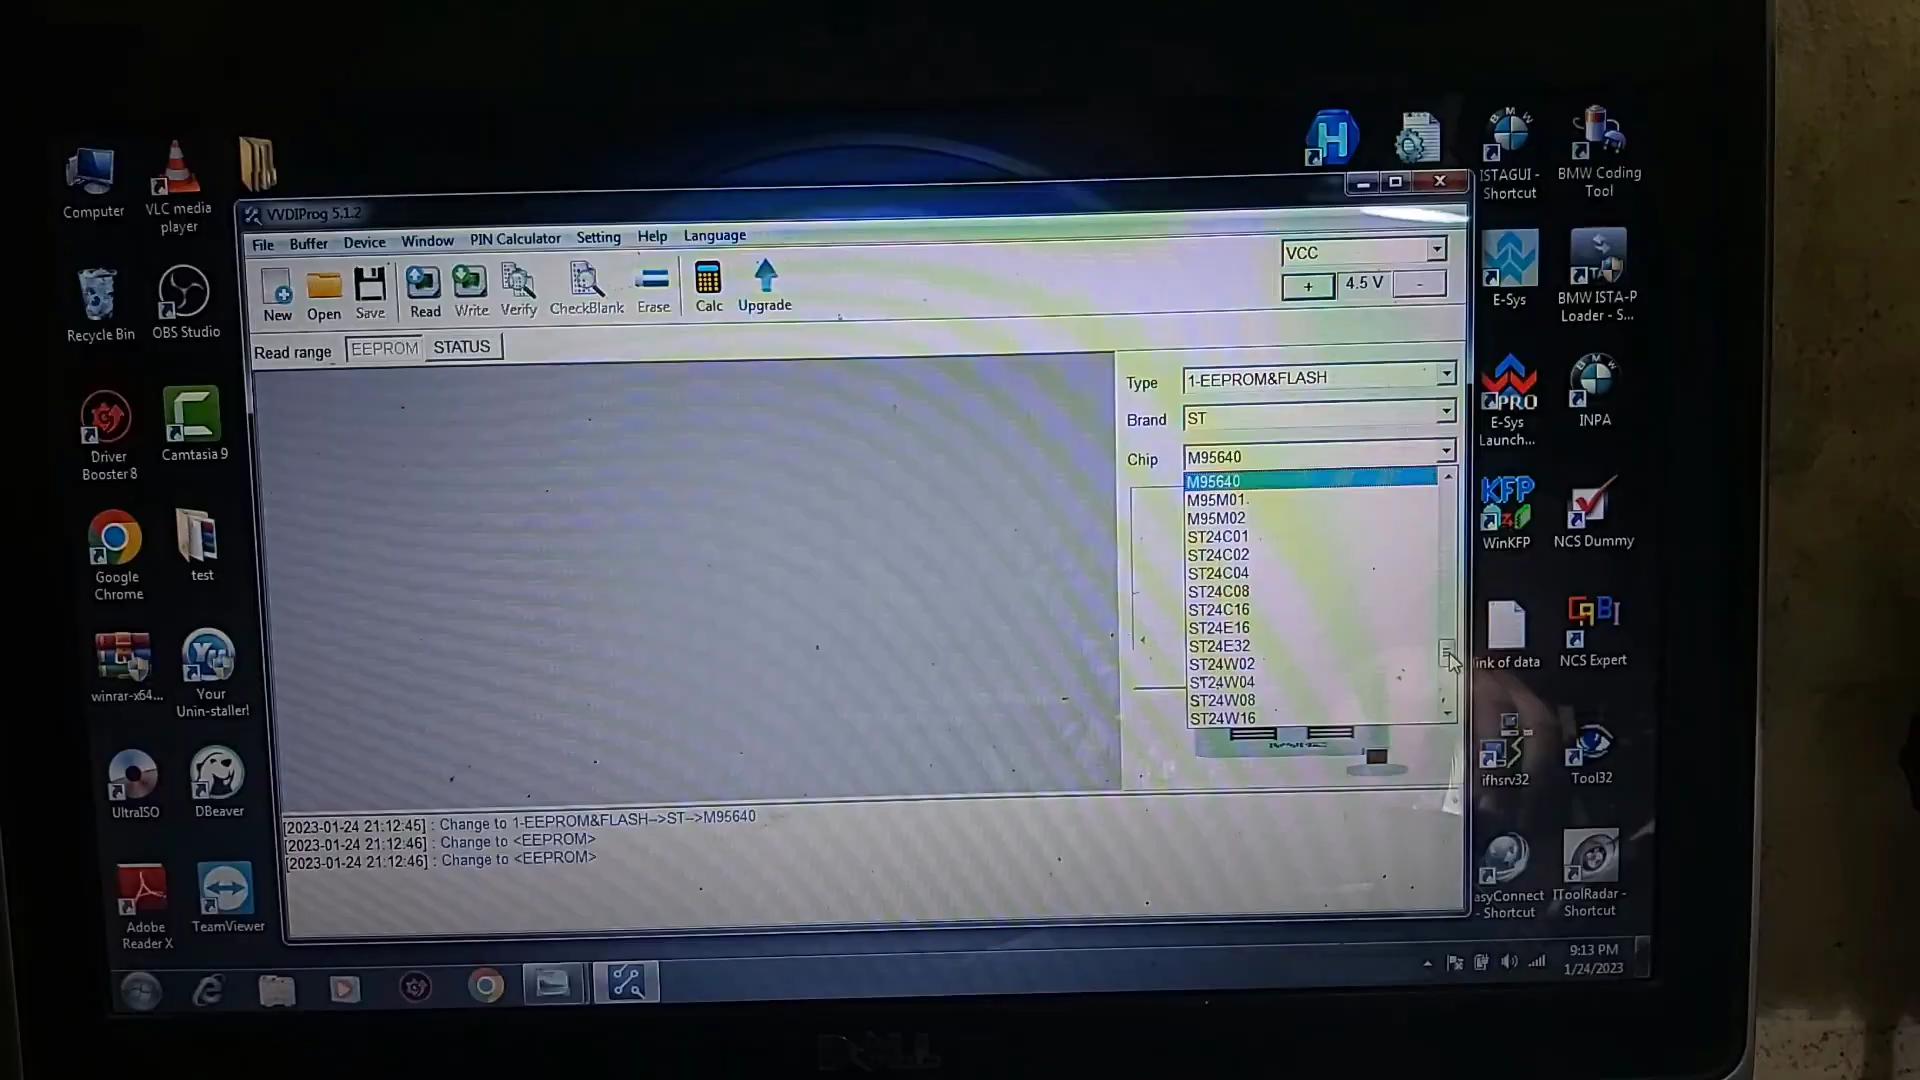 Computer
VLC media
player
ISTAGUI -
Shortcut
BMW Coding
Tool
VVDIProg 5.1.2
File Buffer Device Window PIN Calculator Setting Help Language
VCC
New Open Save Read Write Verify CheckBlank Erase Calc Upgrade
+ 4.5 V -
Read range EEPROM STATUS
Type 1-EEPROM&FLASH
Brand ST
Chip M95640
M95640
M95M01
M95M02
ST24C01
ST24C02
ST24C04
ST24C08
ST24C16
ST24E16
ST24E32
ST24W02
ST24W04
ST24W08
ST24W16
[2023-01-24 21:12:45] : Change to 1-EEPROM&FLASH-->ST-->M95640
[2023-01-24 21:12:46] : Change to <EEPROM>
[2023-01-24 21:12:46] : Change to <EEPROM>
Recycle Bin
OBS Studio
Driver
Booster 8
Camtasia 9
Google
Chrome
test
winrar-x64...
Your
Unin-staller!
UltraISO
DBeaver
Adobe
Reader X
TeamViewer
E-Sys
BMW ISTA-P
Loader - S...
PRO
E-Sys
Launch...
INPA
KFP
WinKFP
NCS Dummy
ink of data
NCS Expert
ifhsrv32
Tool32
asyConnect
- Shortcut
IToolRadar -
Shortcut
9:13 PM
1/24/2023
DELL